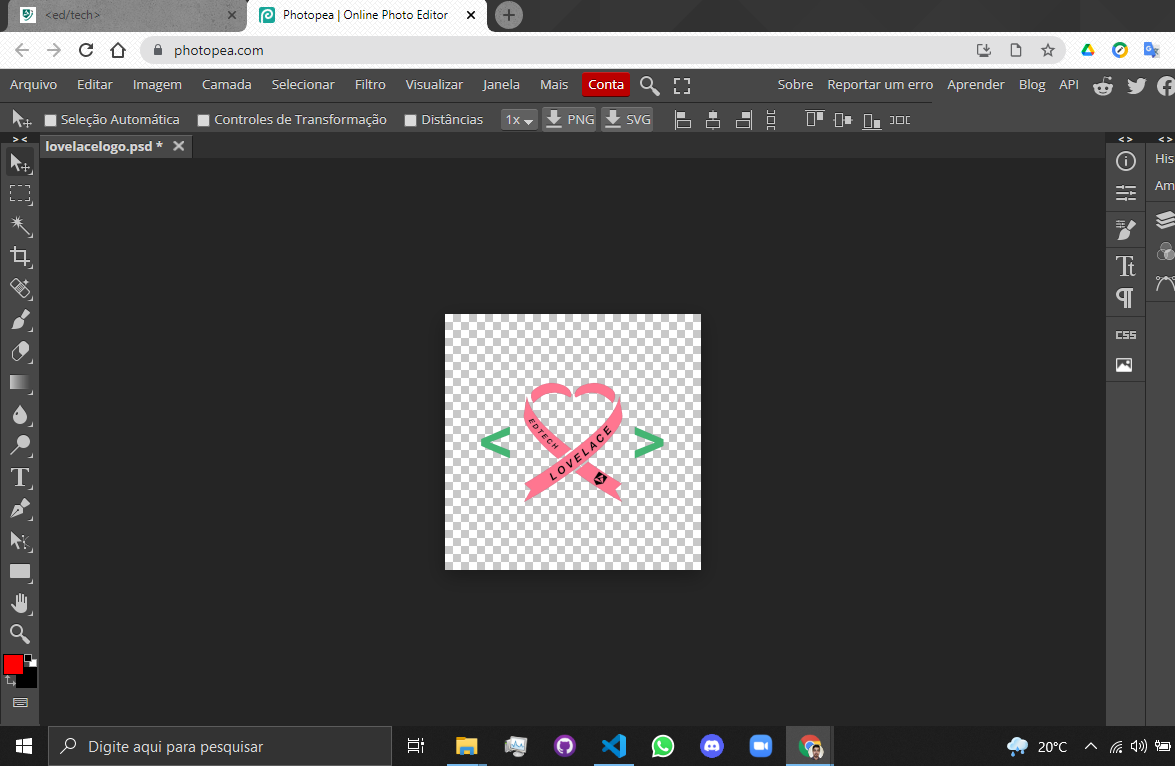 <ed/tech>
Photopea | Online Photo Editor
photopea.com
Arquivo Editar Imagem Camada Selecionar Filtro Visualizar Janela Mais Conta Sobre Reportar um erro Aprender Blog API
Seleção Automática Controles de Transformação Distâncias 1x PNG SVG
lovelacelogo.psd *
His
Am
CSS
< EDTECH LOVELACE >
Digite aqui para pesquisar 20°C